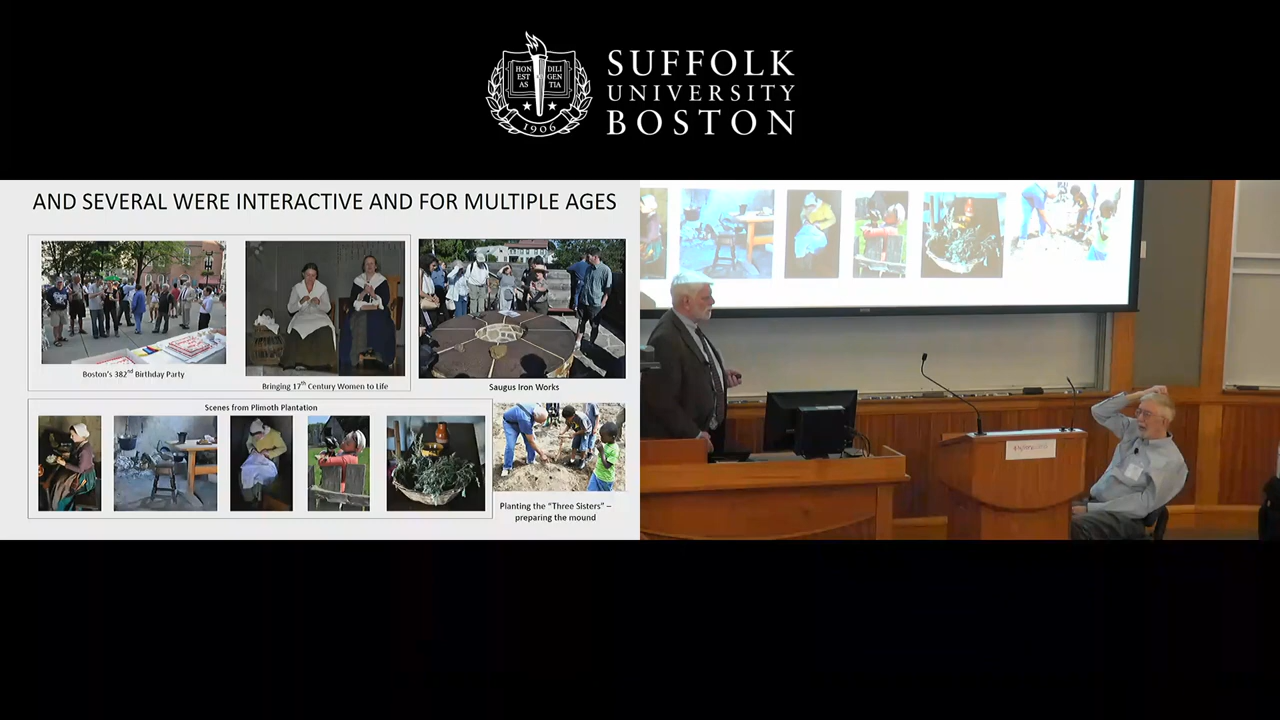 HON
EST
AS
DILI
GEN
TIA
1906
SUFFOLK
UNIVERSITY
BOSTON
AND SEVERAL WERE INTERACTIVE AND FOR MULTIPLE AGES
Boston's 382nd Birthday Party
Bringing 17th Century Women to Life
Saugus Iron Works
Scenes from Plimoth Plantation
Planting the "Three Sisters" –
preparing the mound